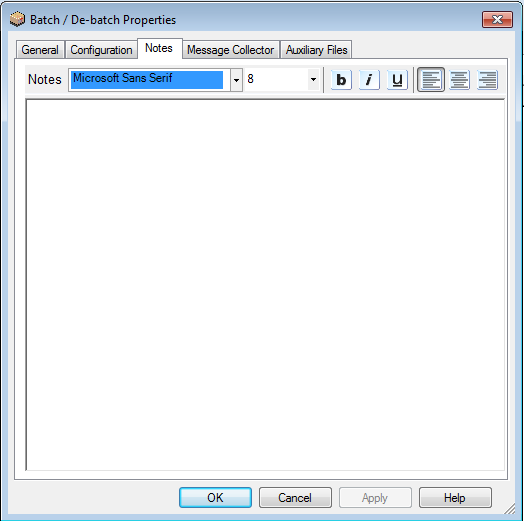 Batch / De-batch Properties
General Configuration Notes Message Collector Auxiliary Files
Notes Microsoft Sans Serif 8 b i u
OK Cancel Apply Help